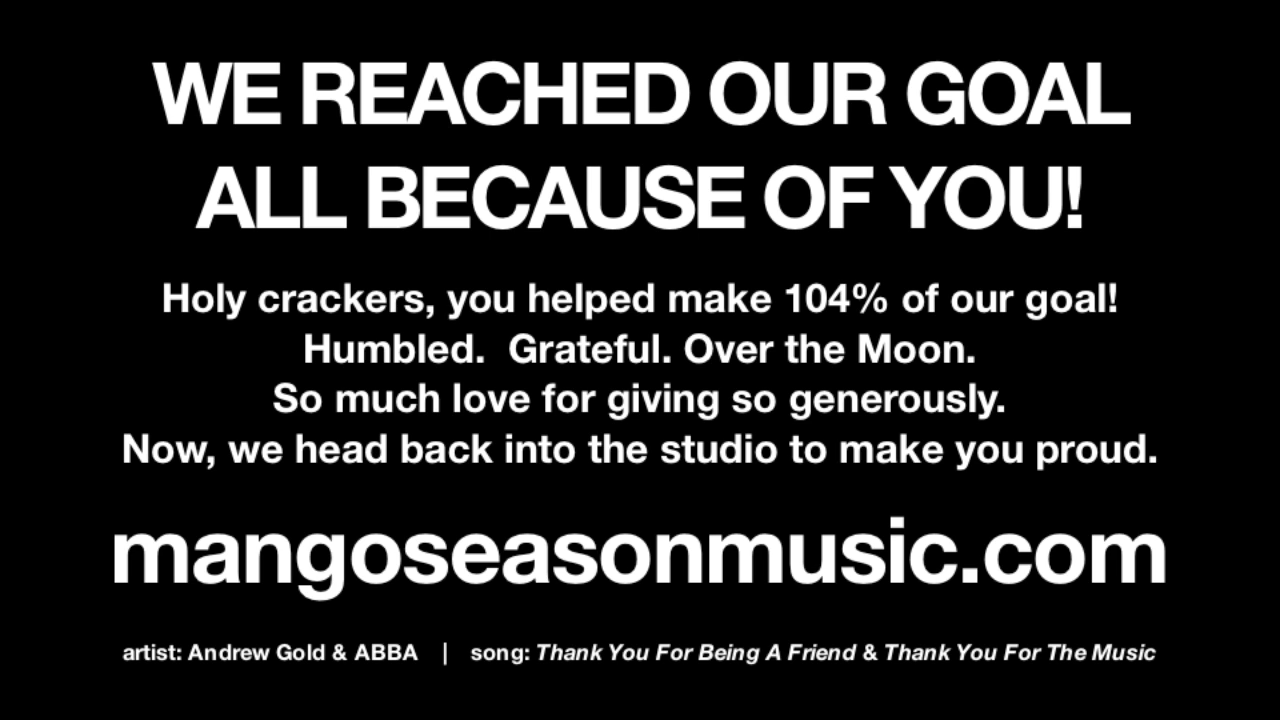 WE REACHED OUR GOAL
ALL BECAUSE OF YOU!
Holy crackers, you helped make 104% of our goal!
Humbled.  Grateful. Over the Moon.
So much love for giving so generously.
Now, we head back into the studio to make you proud.
mangoseasonmusic.com
artist: Andrew Gold & ABBA | song: Thank You For Being A Friend & Thank You For The Music